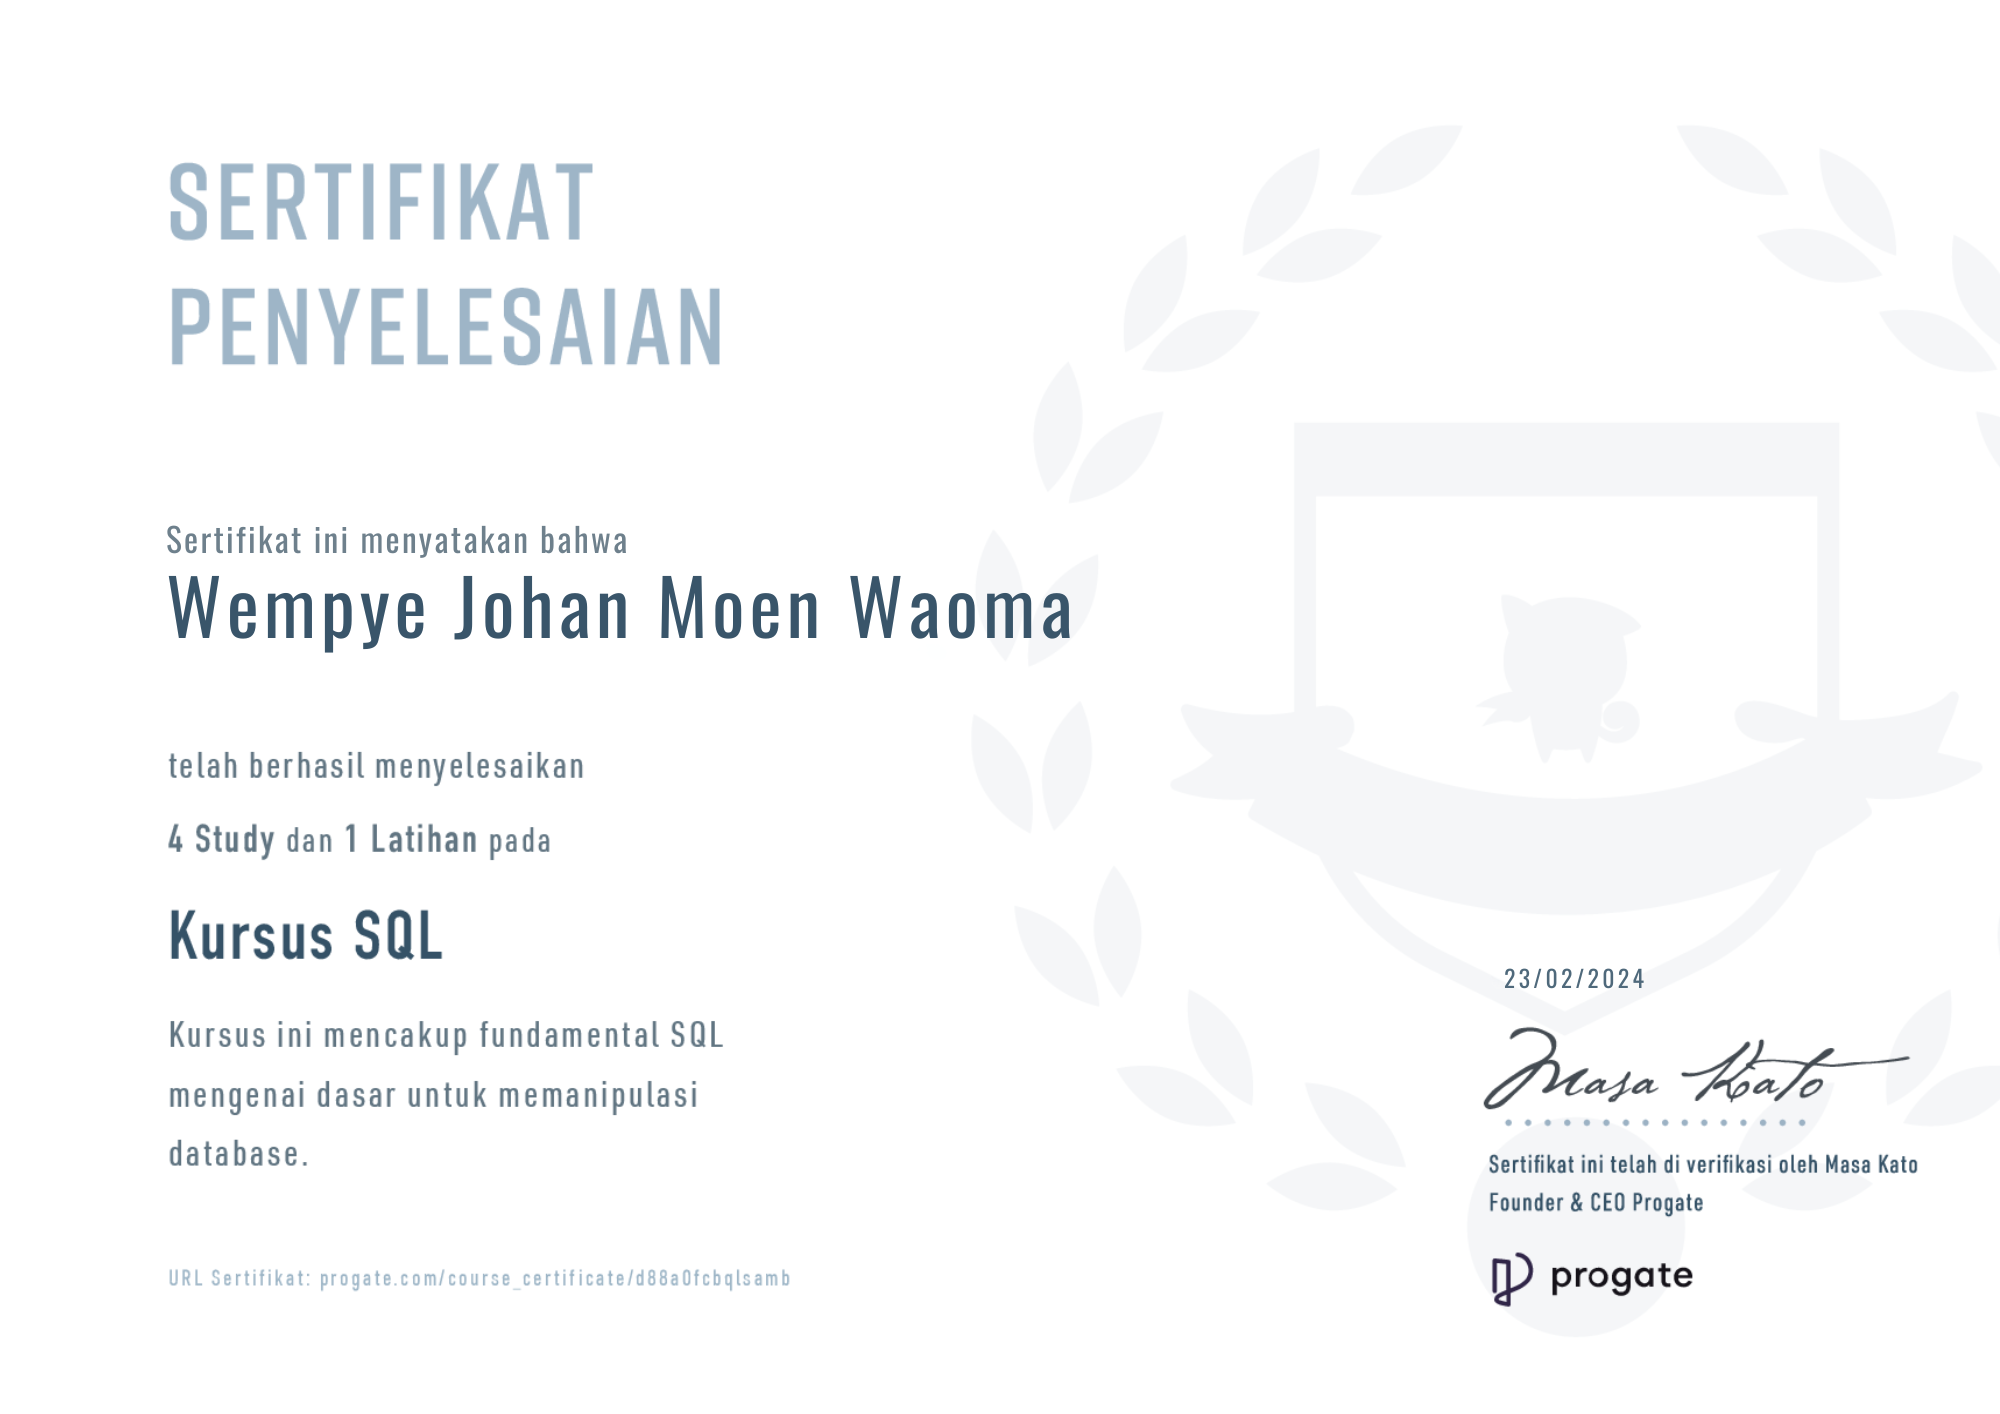 SERTIFIKAT
PENYELESAIAN
Sertifikat ini menyatakan bahwa
Wempye Johan Moen Waoma
telah berhasil menyelesaikan
4 Study dan 1 Latihan pada
Kursus SQL
Kursus ini mencakup fundamental SQL
mengenai dasar untuk memanipulasi
database.
URL Sertifikat: progate.com/course_certificate/d88a0fcbqlsamb
23/02/2024
Masa Kato
Sertifikat ini telah di verifikasi oleh Masa Kato
Founder & CEO Progate
progate